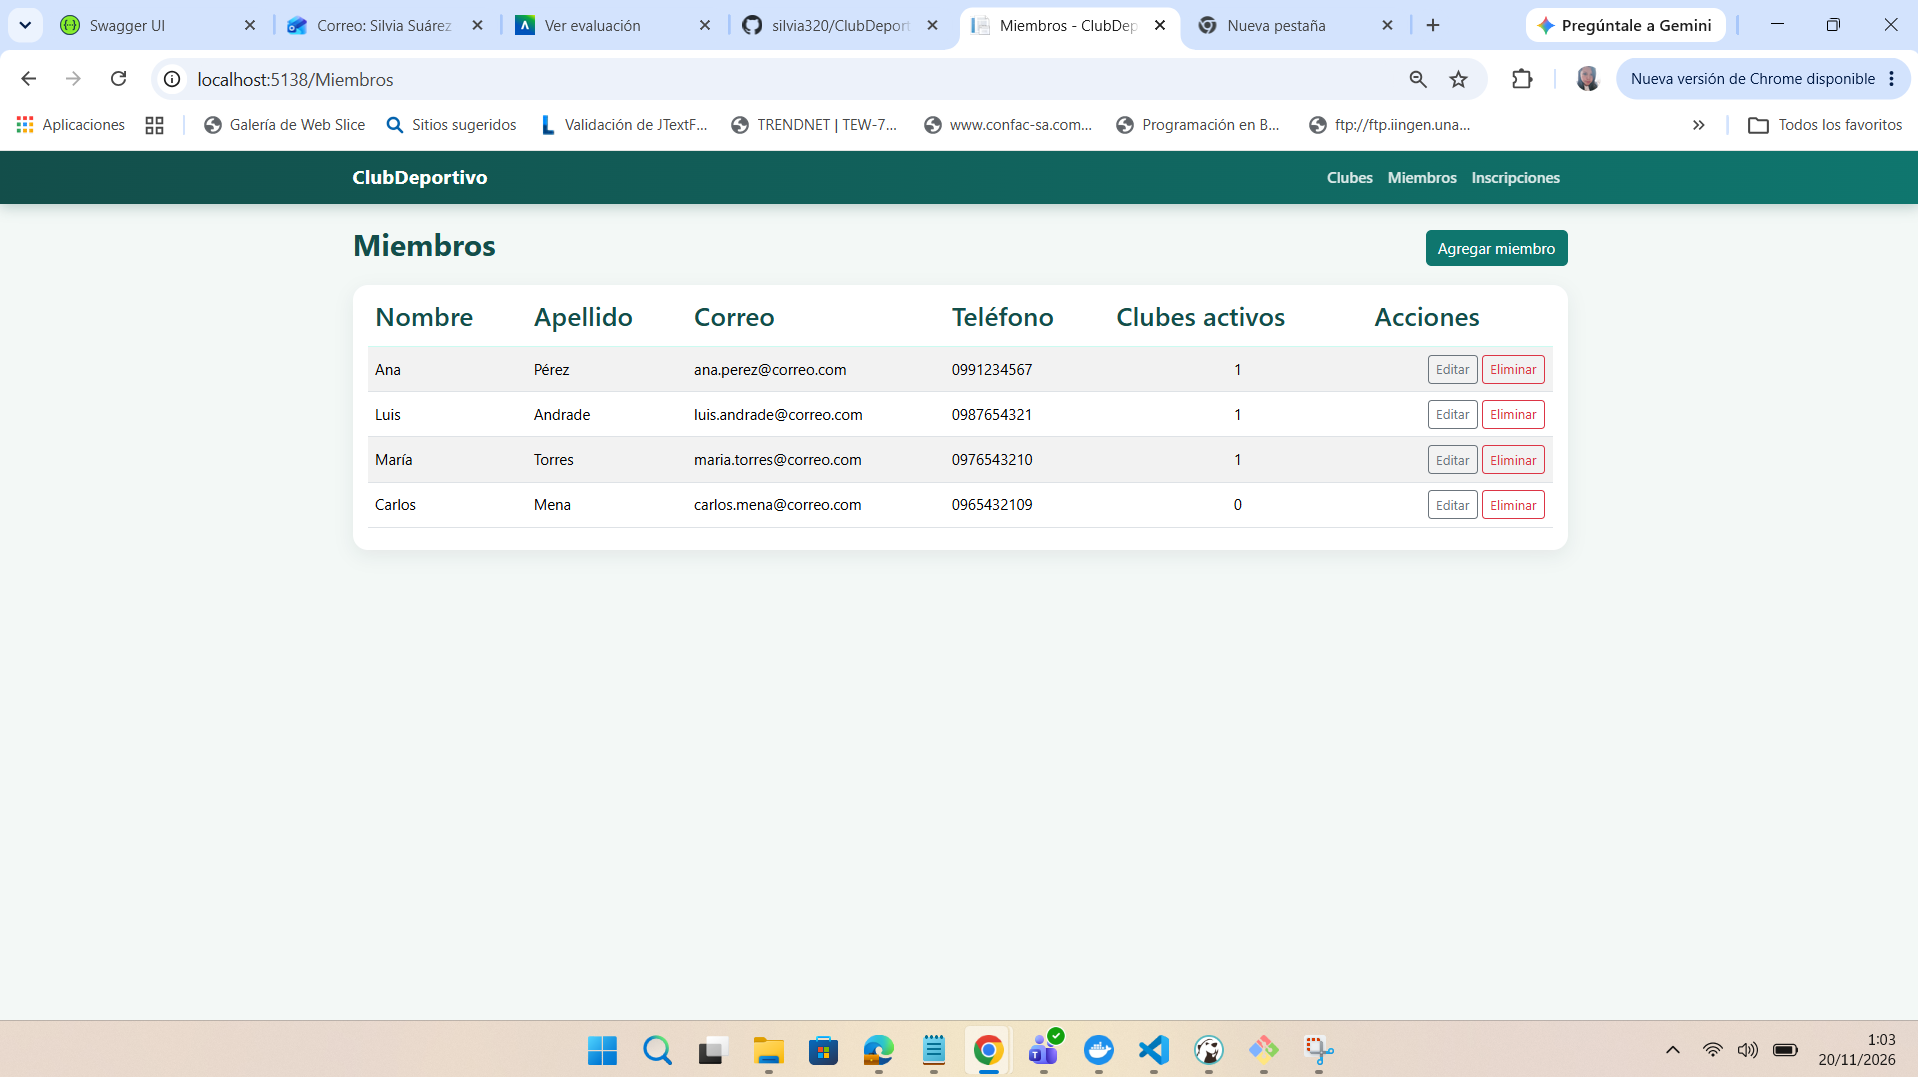 Swagger UI
Correo: Silvia Suárez
Ver evaluación
silvia320/ClubDeport
Miembros - ClubDep
Nueva pestaña
Pregúntale a Gemini
localhost:5138/Miembros
Nueva versión de Chrome disponible
Aplicaciones
Galería de Web Slice
Sitios sugeridos
Validación de JTextF...
TRENDNET | TEW-7...
www.confac-sa.com...
Programación en B...
ftp://ftp.iingen.una...
Todos los favoritos
ClubDeportivo
Clubes Miembros Inscripciones
Miembros
Agregar miembro
Nombre Apellido Correo Teléfono Clubes activos Acciones
Ana Pérez ana.perez@correo.com 0991234567 1 Editar Eliminar
Luis Andrade luis.andrade@correo.com 0987654321 1 Editar Eliminar
María Torres maria.torres@correo.com 0976543210 1 Editar Eliminar
Carlos Mena carlos.mena@correo.com 0965432109 0 Editar Eliminar
1:03
20/11/2026